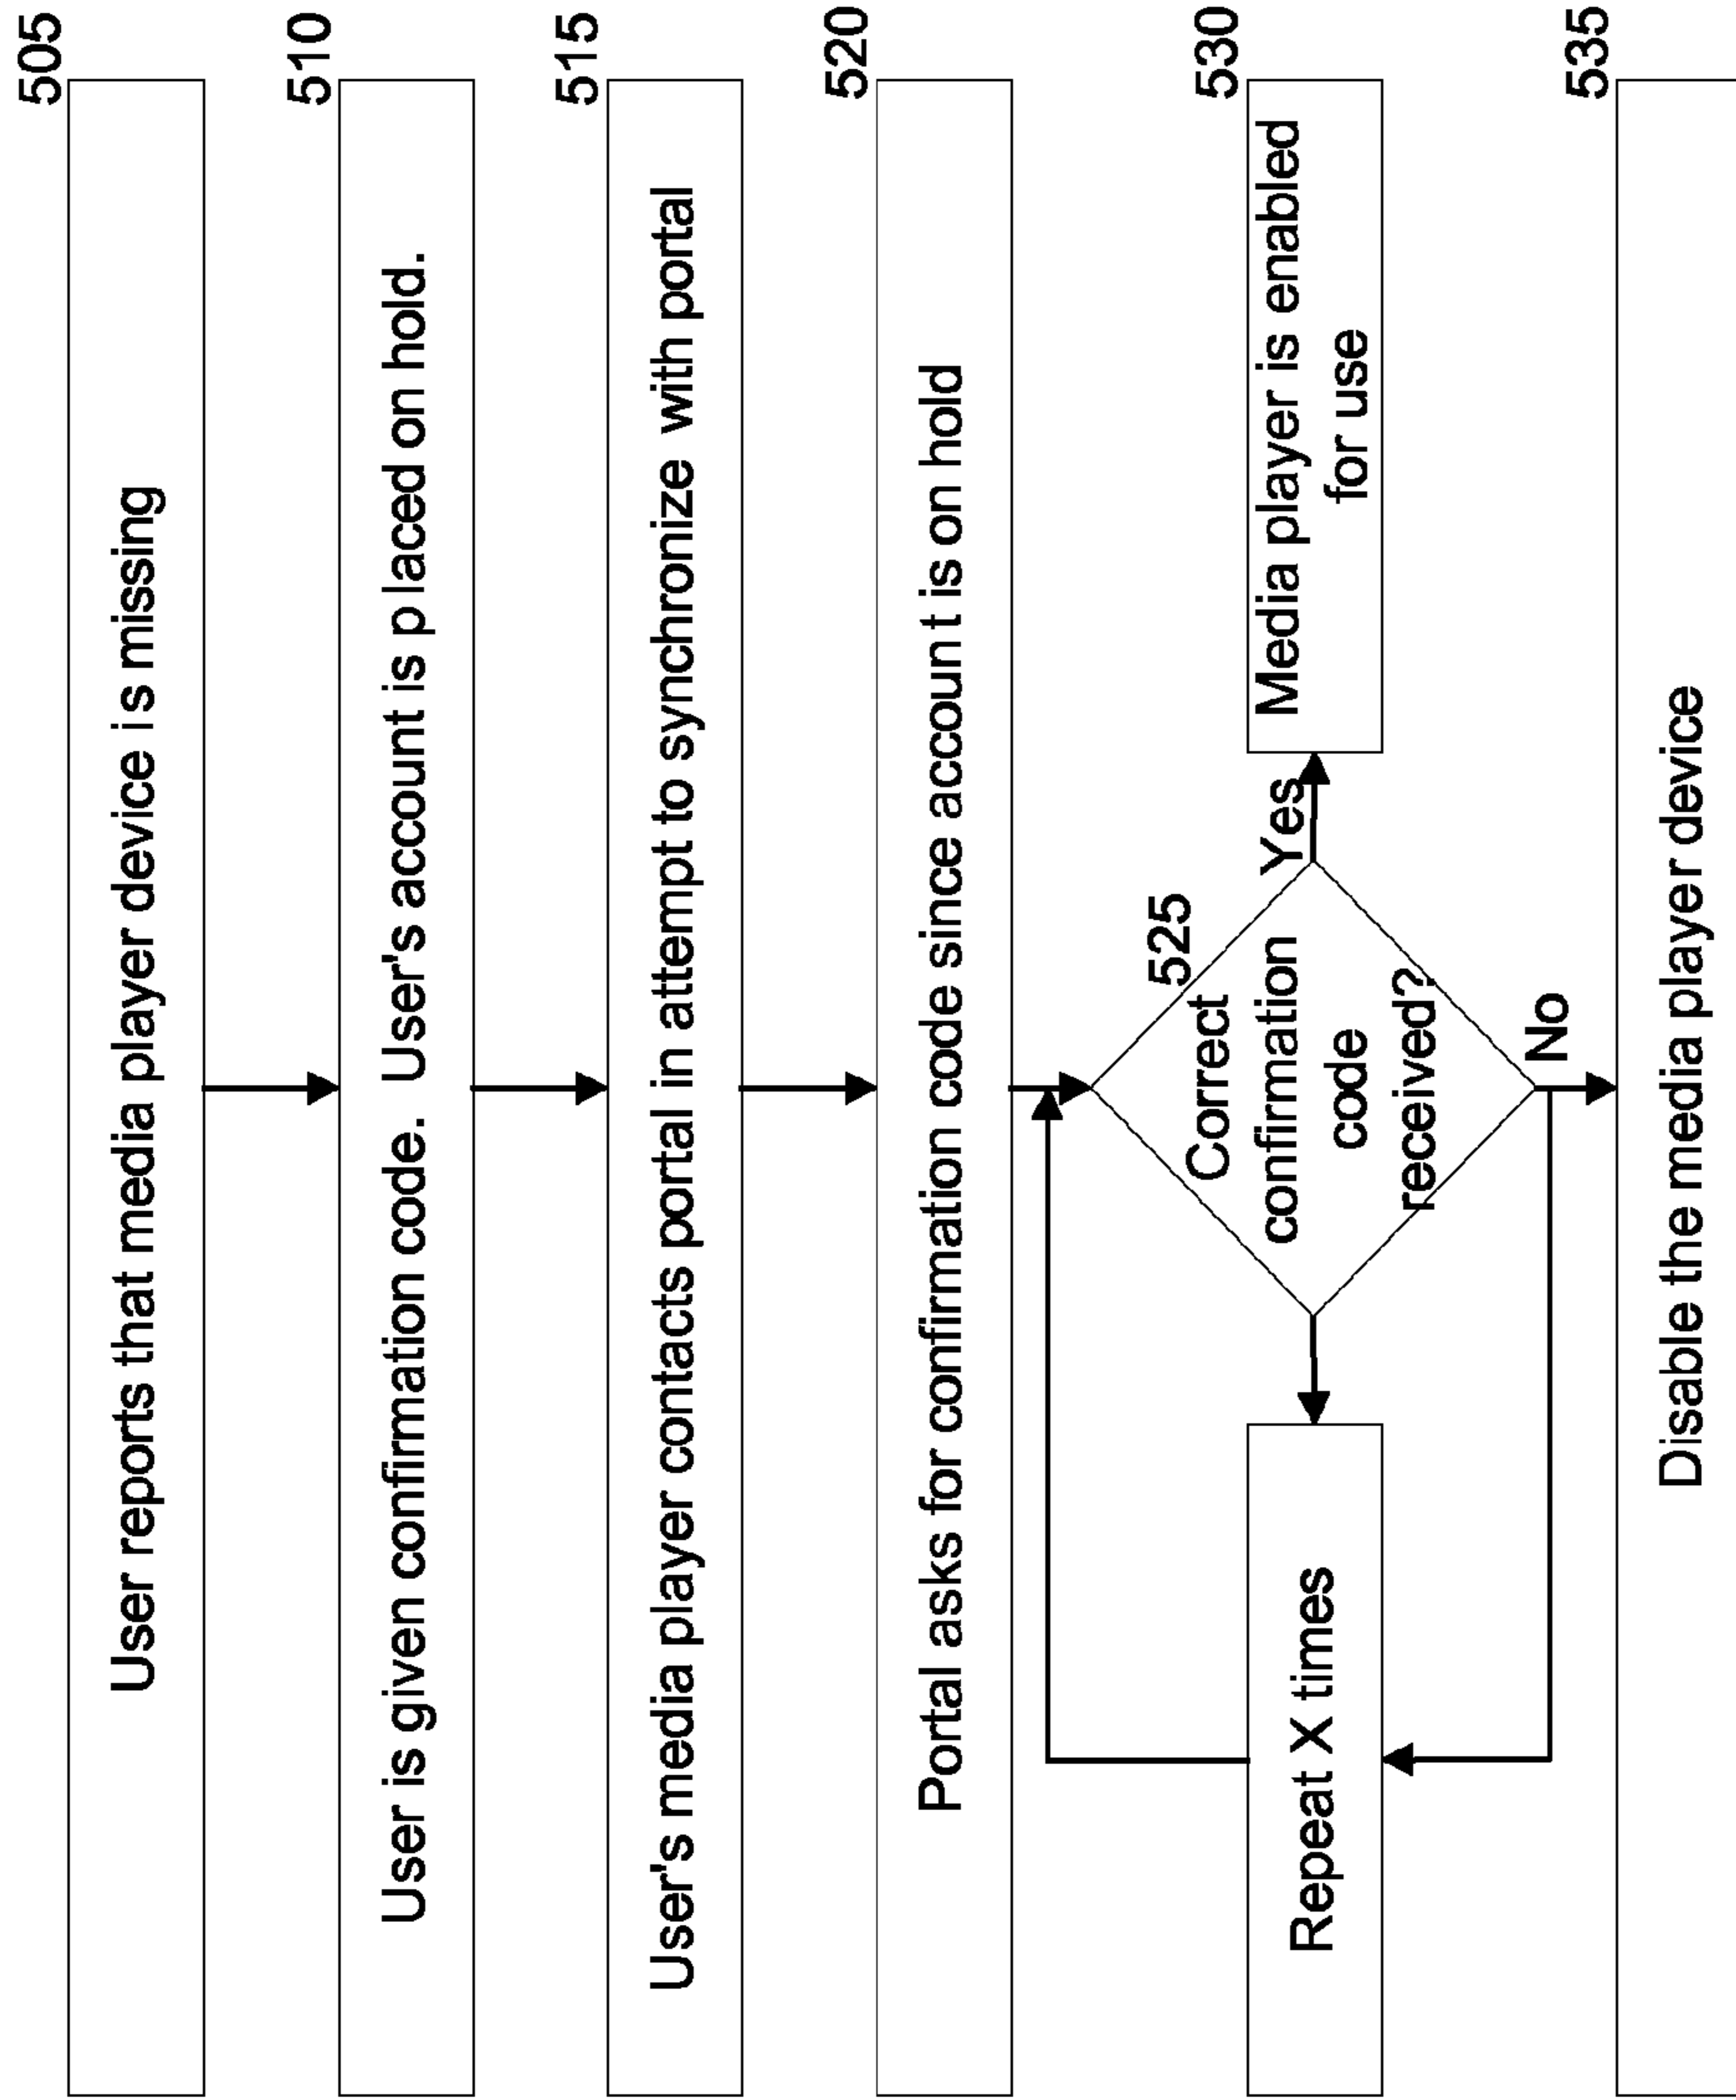 505
User reports that media player device is missing
510
User is given confirmation code.  User's account is placed on hold.
515
User's media player contacts portal in attempt to synchronize with portal
520
Portal asks for confirmation code since account is on hold
525
Correct
confirmation
code
received?
Yes
530
Media player is enabled
for use
Repeat X times
No
535
Disable the media player device